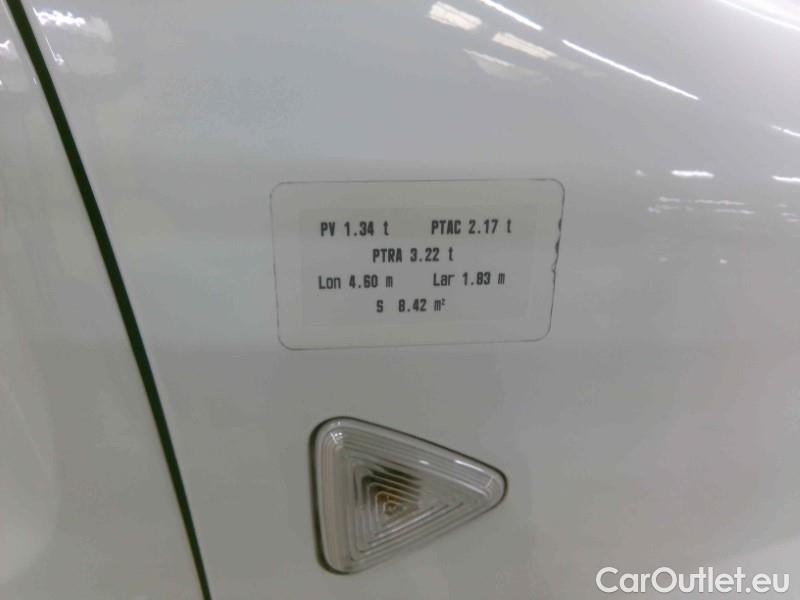 PV 1.34 t PTAC 2.17 t
PTRA 3.22 t
Lon 4.60 m Lar 1.83 m
S 8.42 m²
CarOutlet.eu